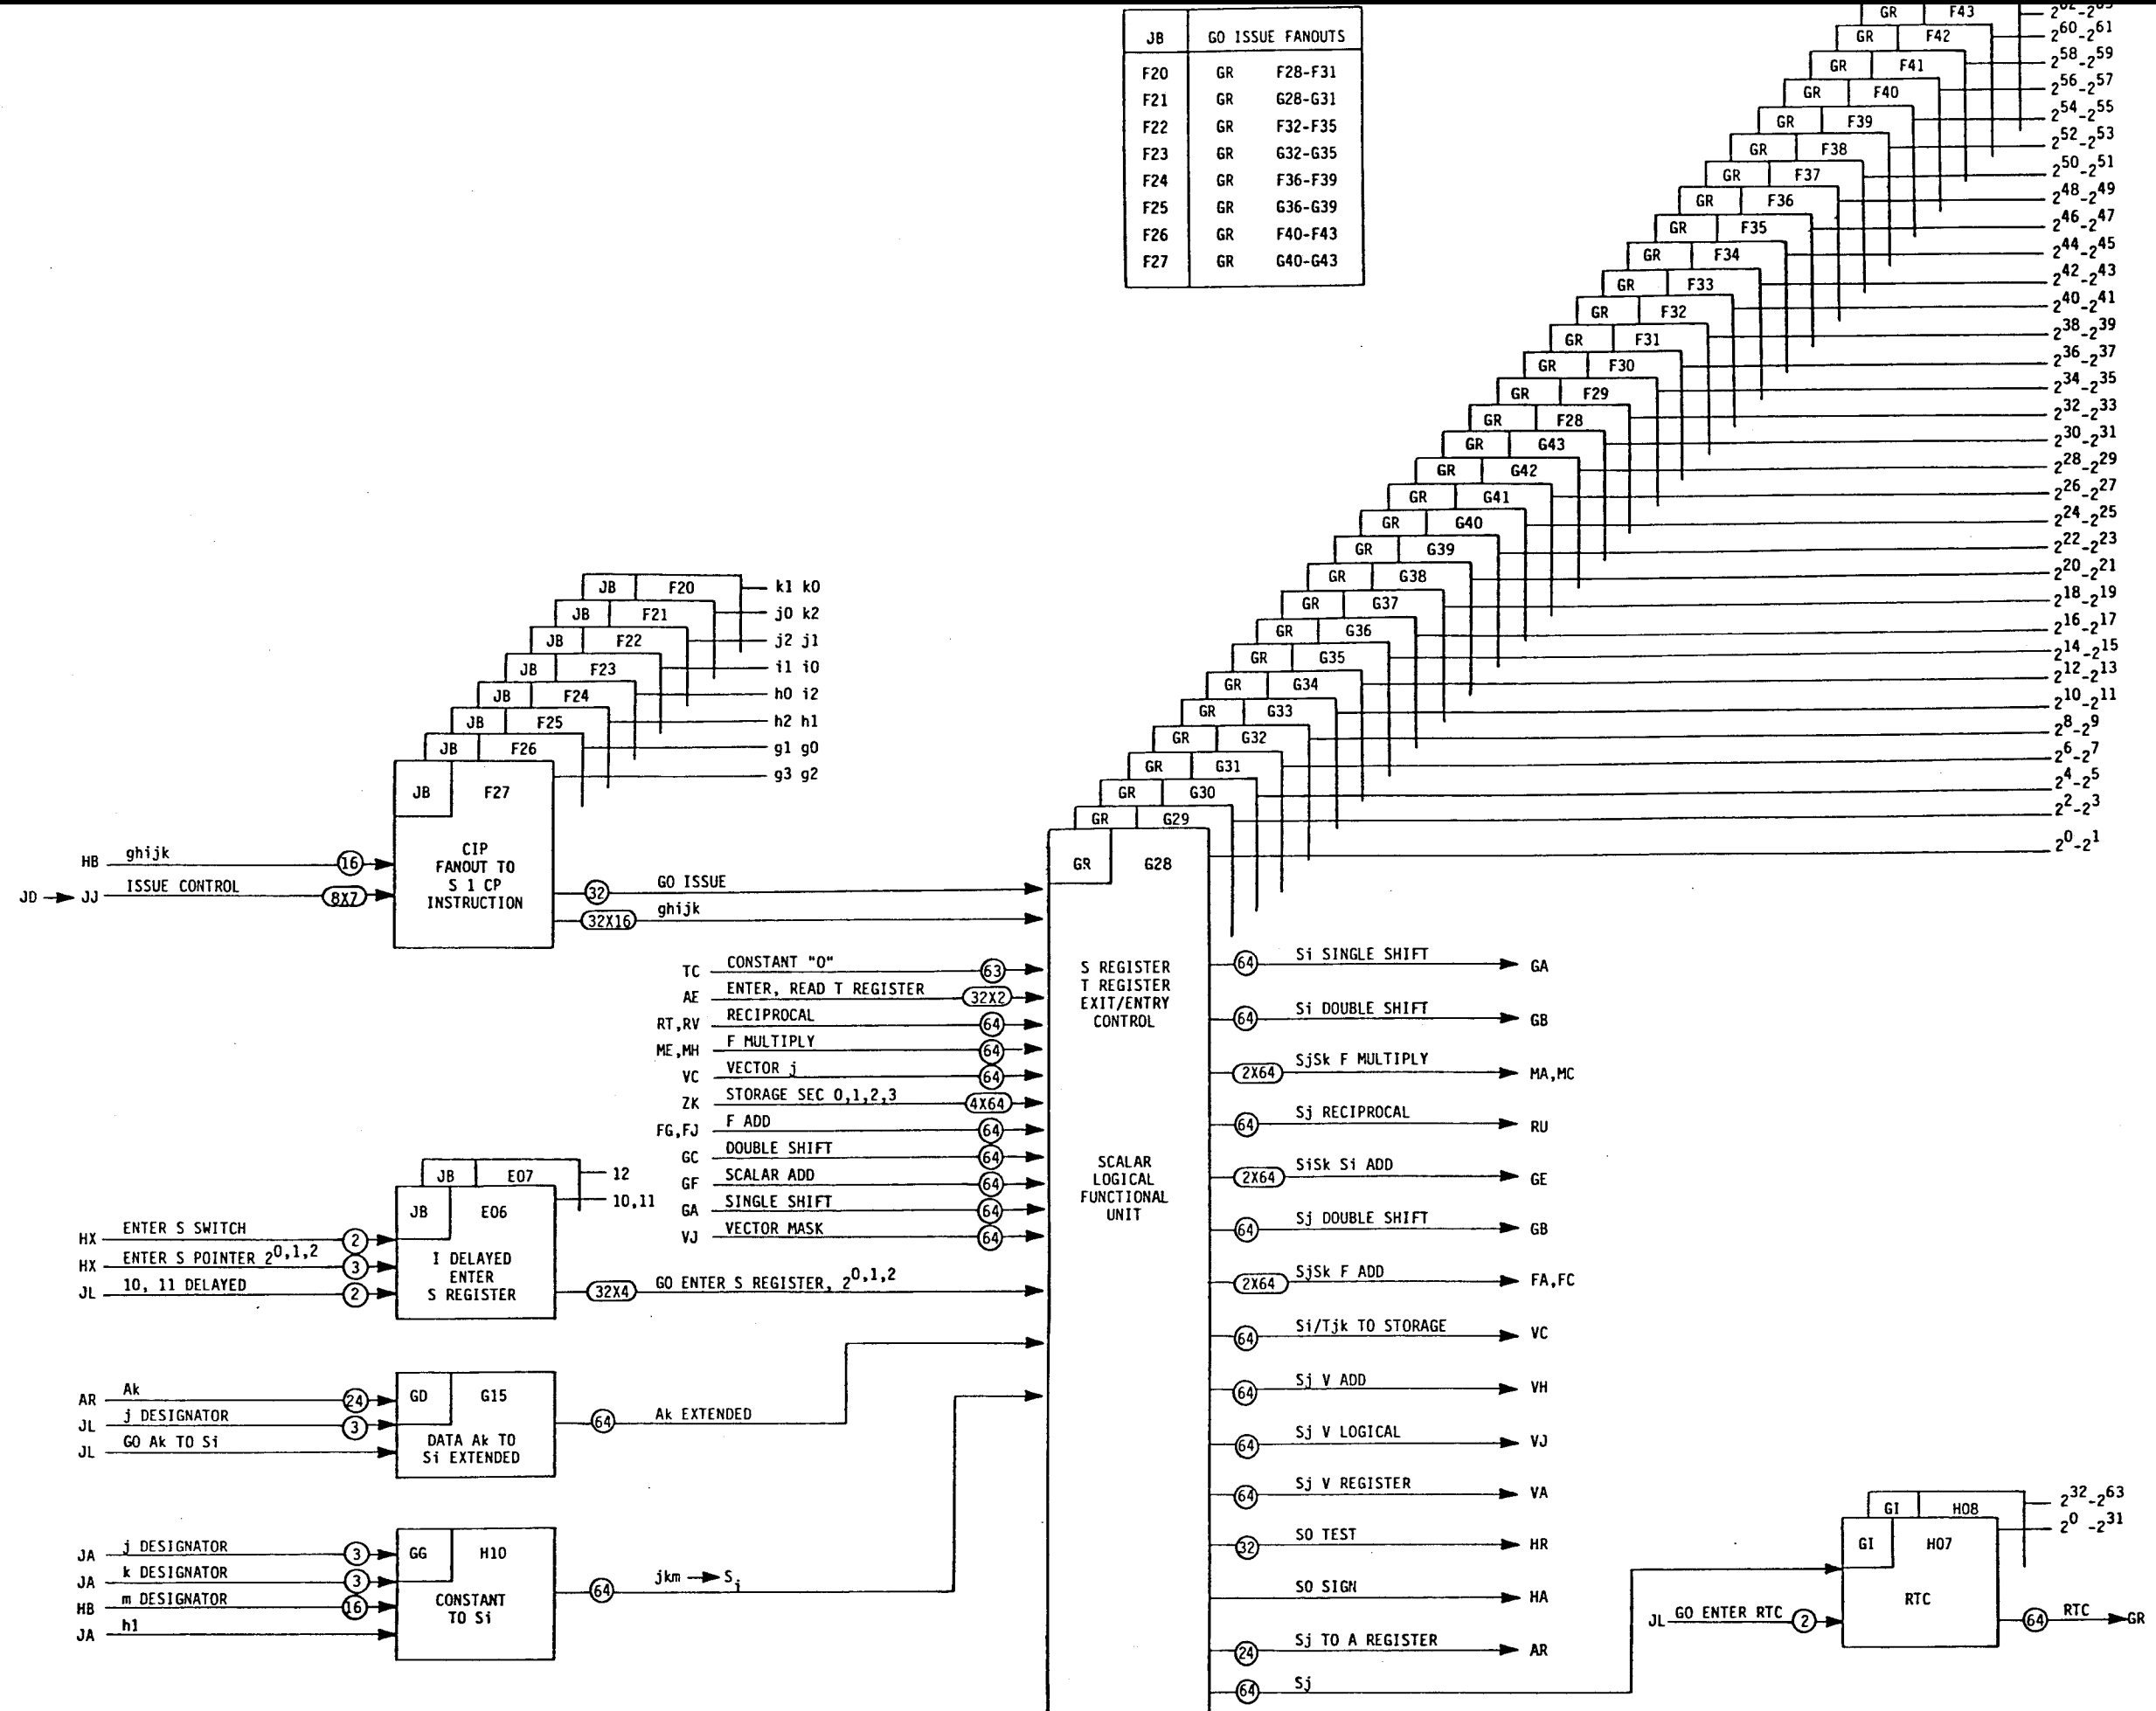 JB GO ISSUE FANOUTS
F20 GR F28-F31
F21 GR G28-G31
F22 GR F32-F35
F23 GR G32-G35
F24 GR F36-F39
F25 GR G36-G39
F26 GR F40-F43
F27 GR G40-G43
GR F43
GR F42 2^60-2^61
GR F41 2^58-2^59
GR F40 2^56-2^57
GR F39 2^54-2^55
GR F38 2^52-2^53
GR F37 2^50-2^51
GR F36 2^48-2^49
GR F35 2^46-2^47
GR F34 2^44-2^45
GR F33 2^42-2^43
GR F32 2^40-2^41
GR F31 2^38-2^39
GR F30 2^36-2^37
GR F29 2^34-2^35
GR F28 2^32-2^33
GR G43 2^30-2^31
GR G42 2^28-2^29
GR G41 2^26-2^27
GR G40 2^24-2^25
GR G39 2^22-2^23
GR G38 2^20-2^21
GR G37 2^18-2^19
GR G36 2^16-2^17
GR G35 2^14-2^15
GR G34 2^12-2^13
GR G33 2^10-2^11
GR G32 2^8-2^9
GR G31 2^6-2^7
GR G30 2^4-2^5
GR G29 2^2-2^3
GR G28 2^0-2^1
JB F20 k1 k0
JB F21 j0 k2
JB F22 j2 j1
JB F23 i1 i0
JB F24 h0 i2
JB F25 h2 h1
JB F26 g1 g0
JB F27 g3 g2
CIP
FANOUT TO
S 1 CP
INSTRUCTION
HB ghijk 16
JD JJ ISSUE CONTROL 8X7
32 GO ISSUE
32X16 ghijk
TC CONSTANT "0" 63
AE ENTER, READ T REGISTER 32X2
RT,RV RECIPROCAL 64
ME,MH F MULTIPLY 64
VC VECTOR j 64
ZK STORAGE SEC 0,1,2,3 4X64
FG,FJ F ADD 64
GC DOUBLE SHIFT 64
GF SCALAR ADD 64
GA SINGLE SHIFT 64
VJ VECTOR MASK 64
JB E07 12
JB E06 10,11
I DELAYED
ENTER
S REGISTER
HX ENTER S SWITCH 2
HX ENTER S POINTER 2^0,1,2 3
JL 10, 11 DELAYED 2
32X4 GO ENTER S REGISTER, 2^0,1,2
GD G15
DATA Ak TO
Si EXTENDED
AR Ak 24
JL j DESIGNATOR 3
JL GO Ak TO Si
64 Ak EXTENDED
GG H10
CONSTANT
TO Si
JA j DESIGNATOR 3
JA k DESIGNATOR 3
HB m DESIGNATOR 16
JA h1
64 jkm Si
S REGISTER
T REGISTER
EXIT/ENTRY
CONTROL
SCALAR
LOGICAL
FUNCTIONAL
UNIT
64 Si SINGLE SHIFT GA
64 Si DOUBLE SHIFT GB
2X64 SjSk F MULTIPLY MA,MC
64 Sj RECIPROCAL RU
2X64 SiSk Si ADD GE
64 Sj DOUBLE SHIFT GB
2X64 SjSk F ADD FA,FC
64 Si/Tjk TO STORAGE VC
64 Sj V ADD VH
64 Sj V LOGICAL VJ
64 Sj V REGISTER VA
32 S0 TEST HR
S0 SIGN HA
24 Sj TO A REGISTER AR
64 Sj
GI H08 2^32-2^63
GI H07 2^0-2^31
RTC
JL GO ENTER RTC 2
64 RTC GR